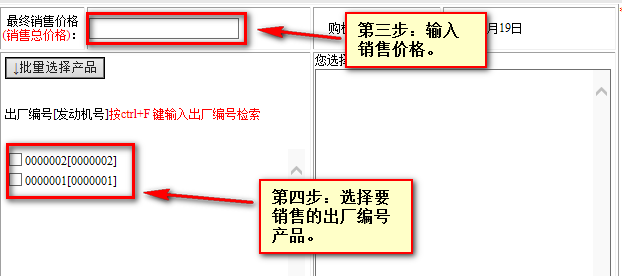 最终销售价格
(销售总价格)：
购机
月19日
第三步：输入
销售价格。
↓批量选择产品
您选择
出厂编号[发动机号]按ctrl+F 键输入出厂编号检索
0000002[0000002]
0000001[0000001]
第四步：选择要
销售的出厂编号
产品。